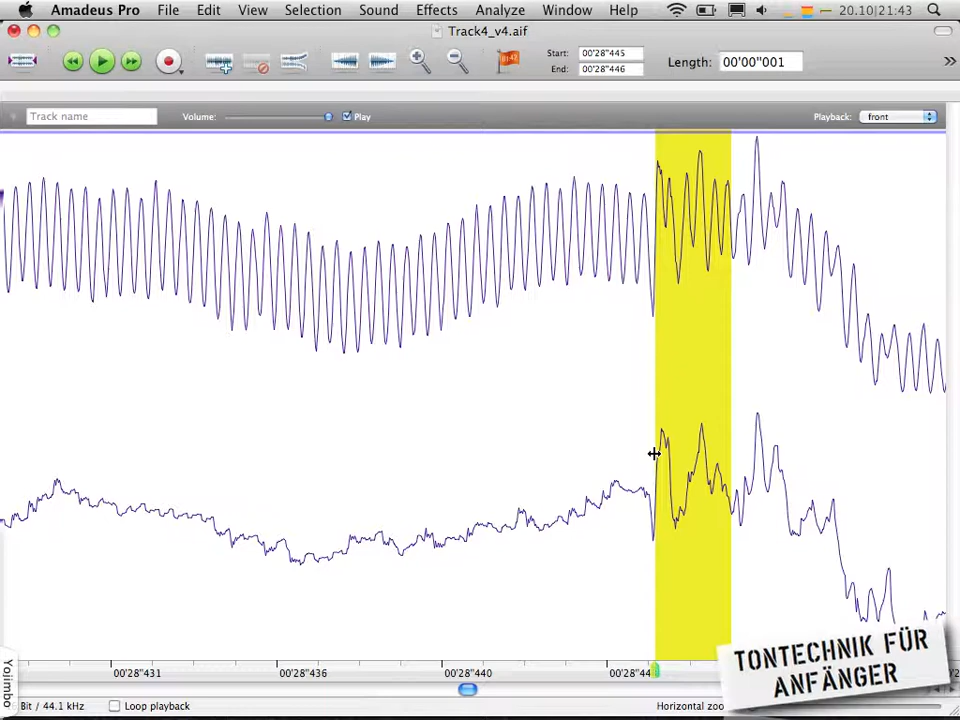 Amadeus Pro File Edit View Selection Sound Effects Analyze Window Help 20.10|21:43
Track4_v4.aif
Start: 00'28"445 Length: 00'00"001
End: 00'28"446
Track name Volume: Play Playback: front
00'28"431 00'28"436 00'28"440 00'28"44
Yojimbo
TONTECHNIK FÜR
ANFÄNGER
Bit / 44.1 kHz Loop playback Horizontal zoo